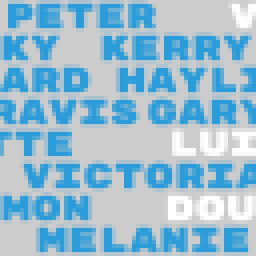 PETER V
KY KERRY
ARD HAYLI
RAVIS GARY
TTE LUI
VICTORIA
MON DOU
MELANIE